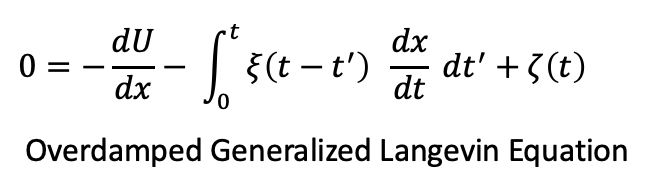 0 = − dU/dx − ∫₀ᵗ ξ(t − t′) dx/dt dt′ + ζ(t)
Overdamped Generalized Langevin Equation